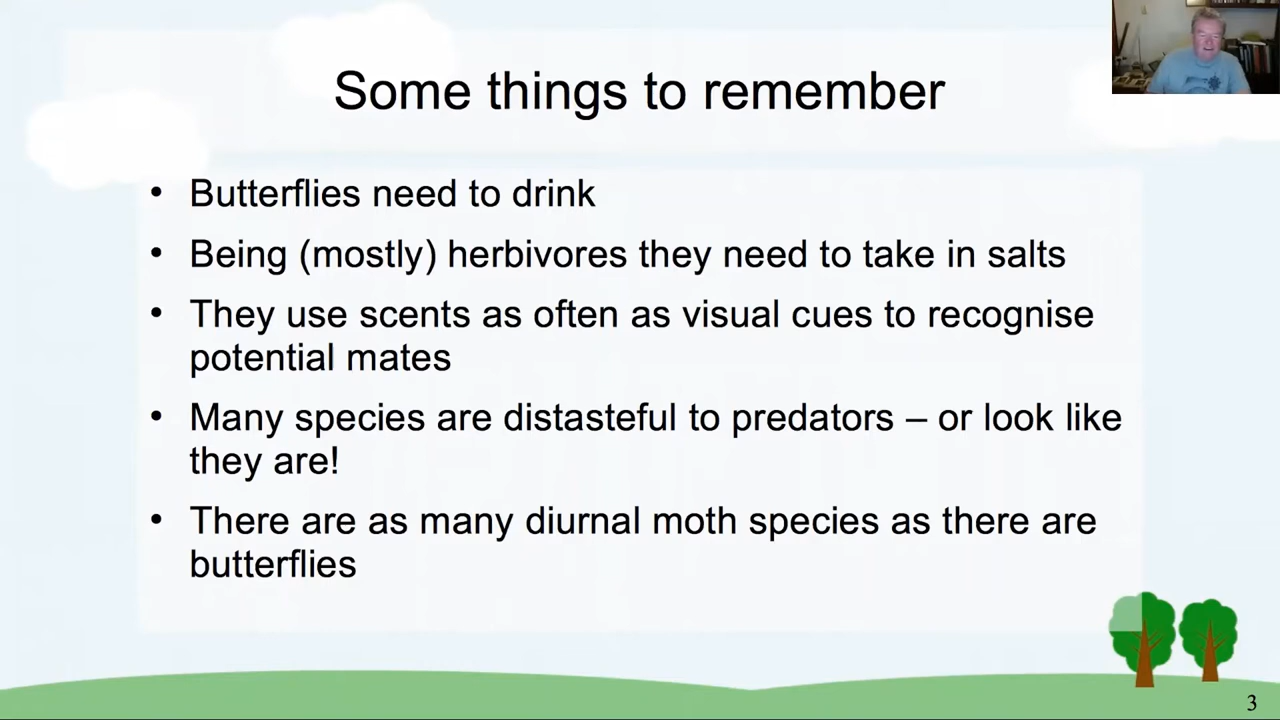 Some things to remember
• Butterflies need to drink
• Being (mostly) herbivores they need to take in salts
• They use scents as often as visual cues to recognise
potential mates
• Many species are distasteful to predators – or look like
they are!
• There are as many diurnal moth species as there are
butterflies
3